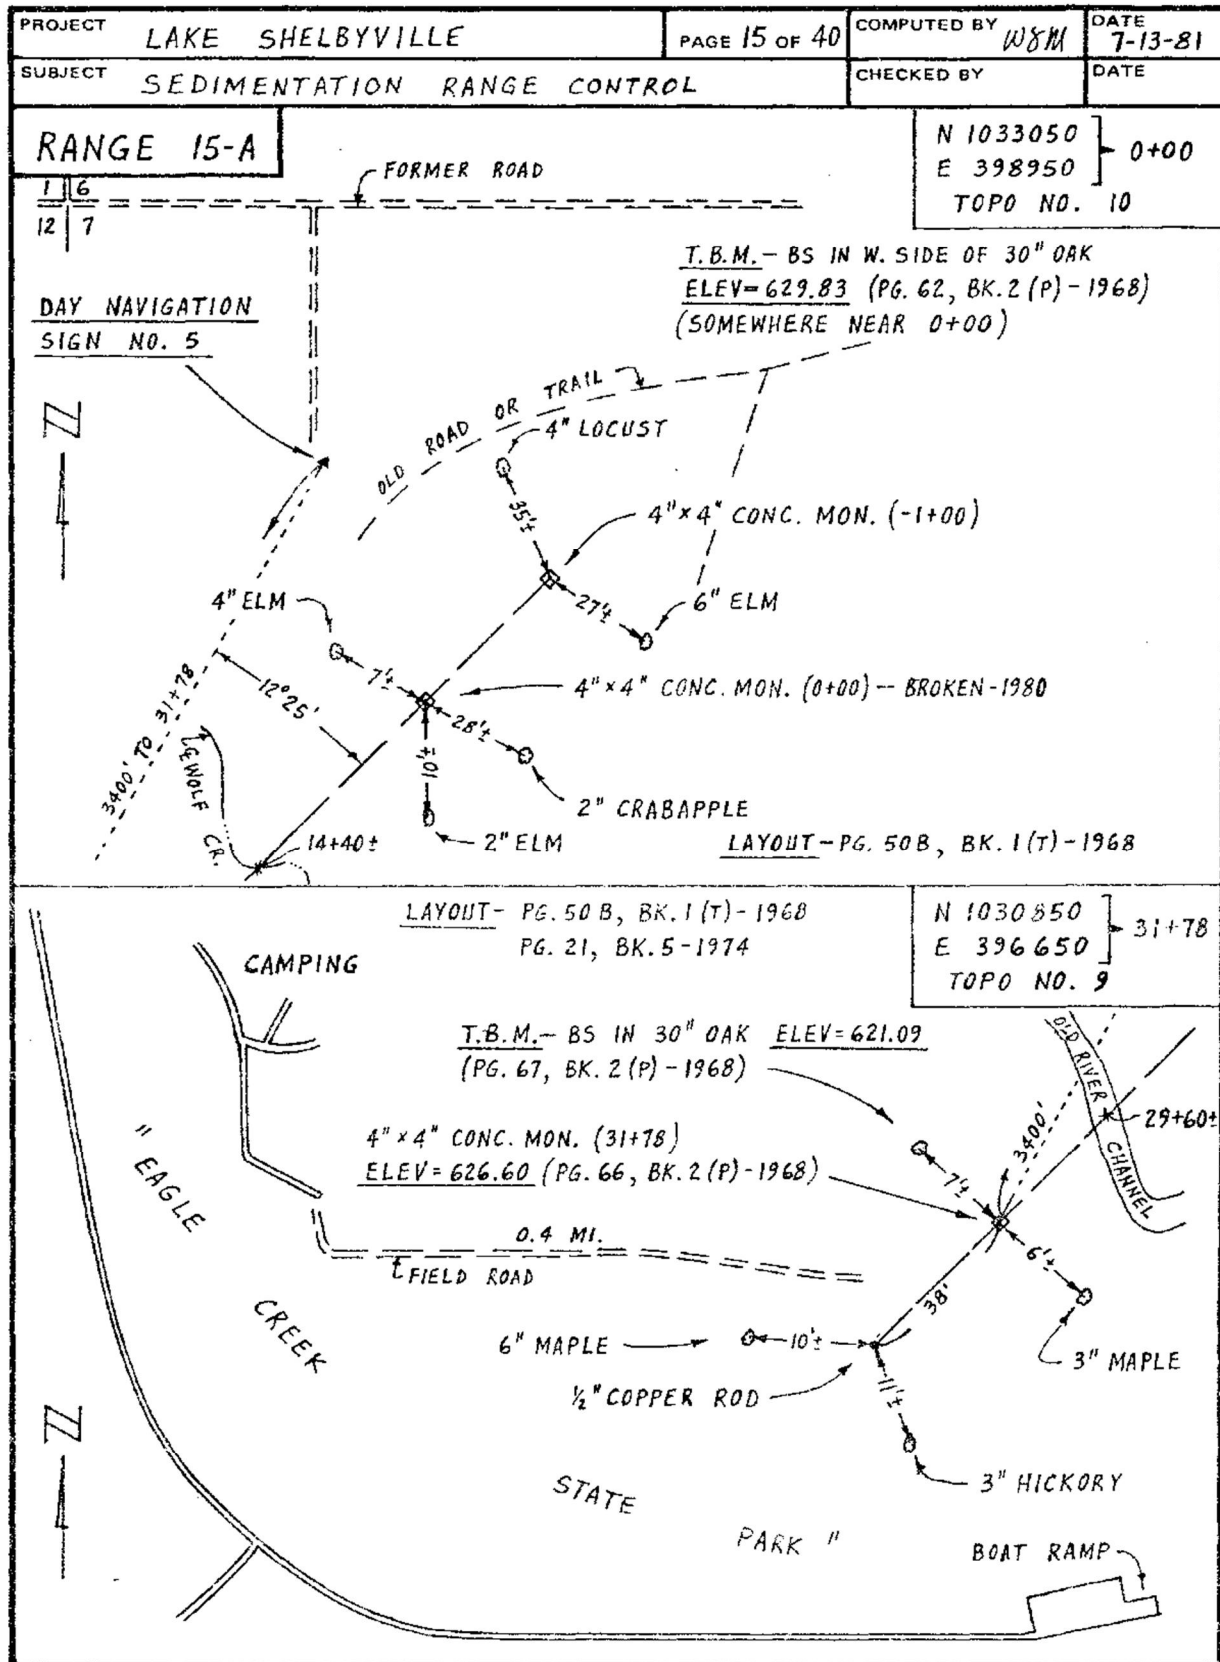 PROJECT LAKE SHELBYVILLE
PAGE 15 OF 40
COMPUTED BY WSM
DATE 7-13-81
SUBJECT SEDIMENTATION RANGE CONTROL
CHECKED BY
DATE
RANGE 15-A
N 1033050
E 398950
0+00
TOPO NO. 10
1 6
12 7
FORMER ROAD
T.B.M.- BS IN W. SIDE OF 30" OAK
ELEV=629.83 (PG. 62, BK. 2 (P)-1968)
(SOMEWHERE NEAR 0+00)
DAY NAVIGATION
SIGN NO. 5
N
OLD ROAD OR TRAIL
4" LOCUST
35'±
4"×4" CONC. MON. (-1+00)
27'±
6" ELM
4" ELM
7'±
4"×4" CONC. MON. (0+00) -- BROKEN-1980
12°25'
28'±
10'±
3400' TO 31+78
℄ WOLF CR.
2" CRABAPPLE
14+40±
2" ELM
LAYOUT-PG. 50B, BK. 1(T)-1968
LAYOUT- PG. 50 B, BK. 1 (T)-1968
PG. 21, BK. 5-1974
N 1030850
E 396650
31+78
TOPO NO. 9
CAMPING
T.B.M.- BS IN 30" OAK ELEV=621.09
(PG. 67, BK. 2 (P)-1968)
OLD RIVER CHANNEL
29+60±
3400'
4"×4" CONC. MON. (31+78)
ELEV=626.60 (PG. 66, BK. 2 (P)-1968)
7'±
" EAGLE
0.4 MI.
FIELD ROAD
6'±
38'
CREEK
6" MAPLE
10'±
3" MAPLE
½" COPPER ROD
11'±
N
3" HICKORY
STATE
PARK "
BOAT RAMP